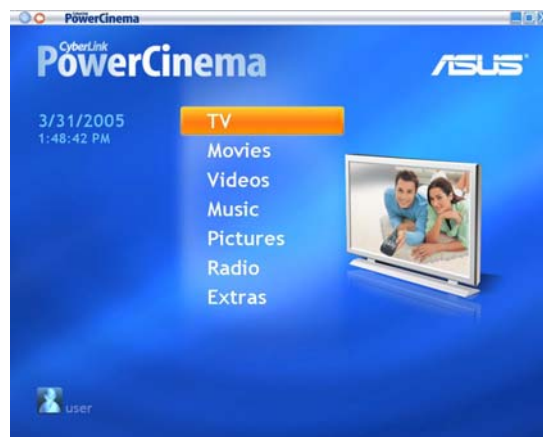 CyberLink
PowerCinema
CyberLink
PowerCinema
ASUS
3/31/2005
1:48:42 PM
TV
Movies
Videos
Music
Pictures
Radio
Extras
user